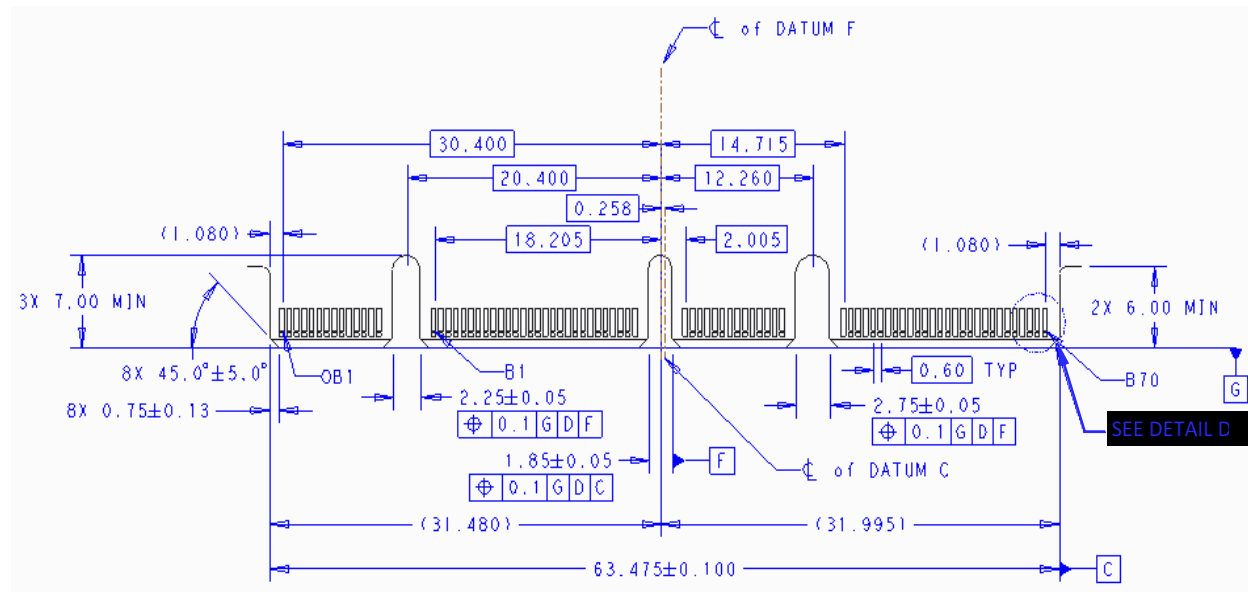 ℄ of DATUM F
30.400
14.715
20.400
12.260
0.258
(1.080)
18.205
2.005
(1.080)
3X 7.00 MIN
2X 6.00 MIN
8X 45.0°±5.0°
OB1
B1
0.60 TYP
B70
G
8X 0.75±0.13
2.25±0.05
2.75±0.05
⌖ 0.1 G D F
⌖ 0.1 G D F
SEE DETAIL D
1.85±0.05
F
℄ of DATUM C
⌖ 0.1 G D C
(31.480)
(31.995)
63.475±0.100
C